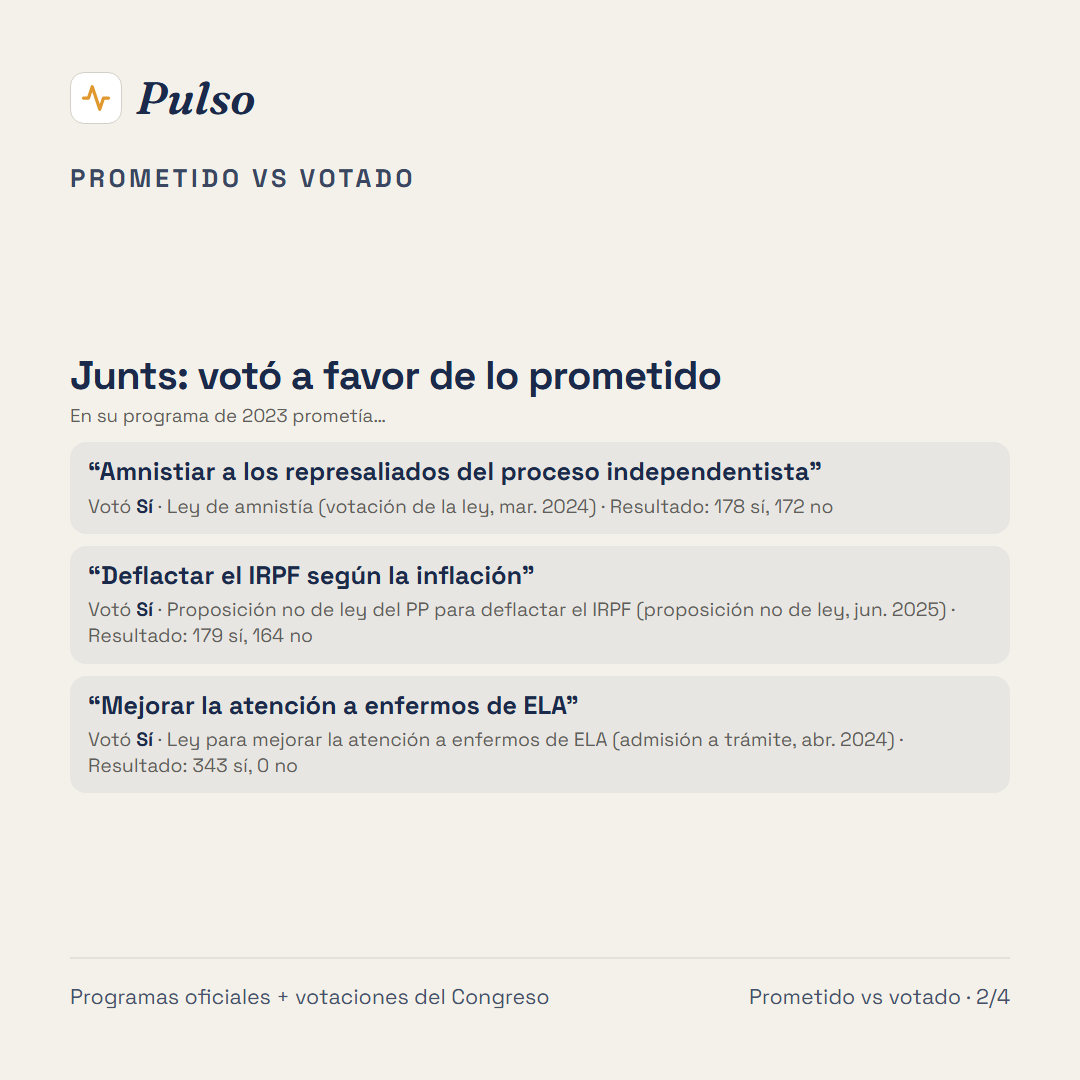 Pulso
PROMETIDO VS VOTADO
Junts: votó a favor de lo prometido
En su programa de 2023 prometía…
“Amnistiar a los represaliados del proceso independentista”
Votó Sí · Ley de amnistía (votación de la ley, mar. 2024) · Resultado: 178 sí, 172 no
“Deflactar el IRPF según la inflación”
Votó Sí · Proposición no de ley del PP para deflactar el IRPF (proposición no de ley, jun. 2025) ·
Resultado: 179 sí, 164 no
“Mejorar la atención a enfermos de ELA”
Votó Sí · Ley para mejorar la atención a enfermos de ELA (admisión a trámite, abr. 2024) ·
Resultado: 343 sí, 0 no
Programas oficiales + votaciones del Congreso
Prometido vs votado · 2/4